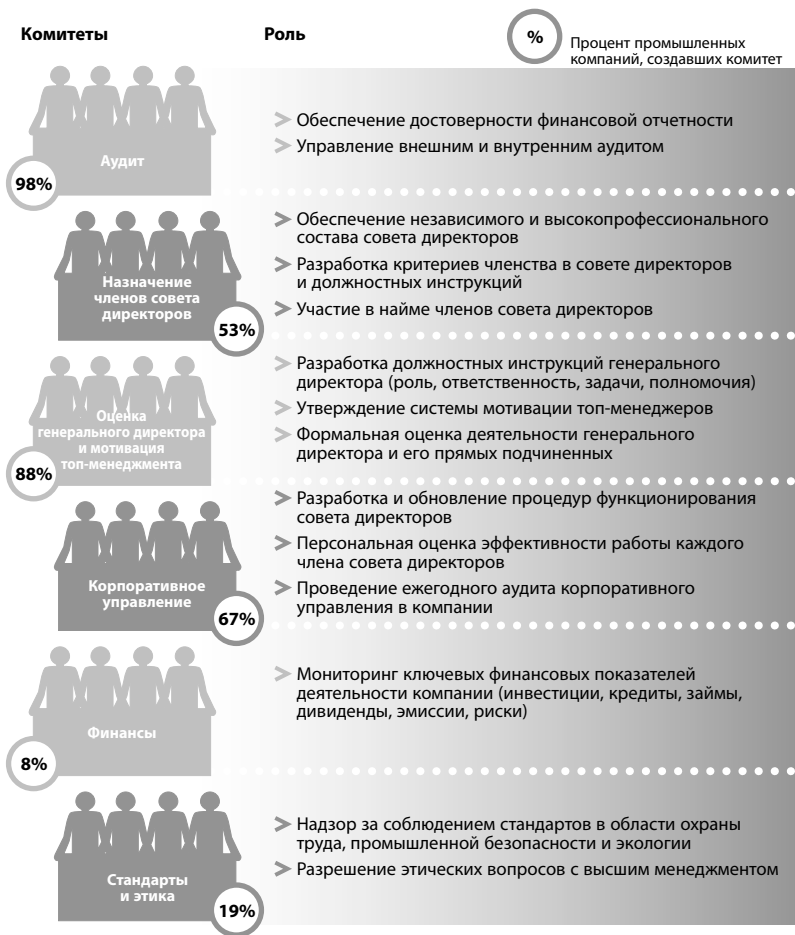 Комитеты
Роль
%
Процент промышленных
компаний, создавших комитет
Аудит
98%
> Обеспечение достоверности финансовой отчетности
> Управление внешним и внутренним аудитом
Назначение
членов совета
директоров
53%
> Обеспечение независимого и высокопрофессионального
состава совета директоров
> Разработка критериев членства в совете директоров
и должностных инструкций
> Участие в найме членов совета директоров
Оценка
генерального директора
и мотивация
топ-менеджмента
88%
> Разработка должностных инструкций генерального
директора (роль, ответственность, задачи, полномочия)
> Утверждение системы мотивации топ-менеджеров
> Формальная оценка деятельности генерального
директора и его прямых подчиненных
Корпоративное
управление
67%
> Разработка и обновление процедур функционирования
совета директоров
> Персональная оценка эффективности работы каждого
члена совета директоров
> Проведение ежегодного аудита корпоративного
управления в компании
Финансы
8%
> Мониторинг ключевых финансовых показателей
деятельности компании (инвестиции, кредиты, займы,
дивиденды, эмиссии, риски)
Стандарты
и этика
19%
> Надзор за соблюдением стандартов в области охраны
труда, промышленной безопасности и экологии
> Разрешение этических вопросов с высшим менеджментом